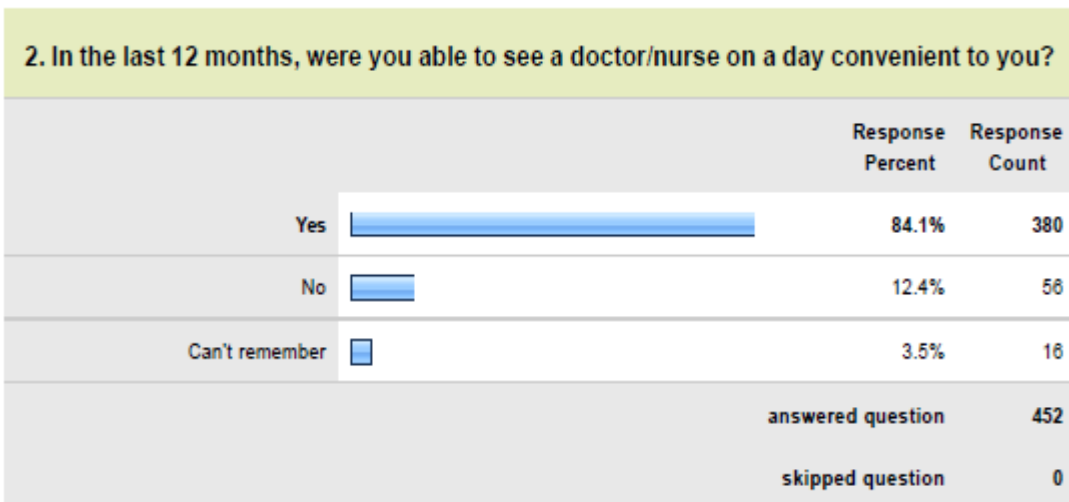 2. In the last 12 months, were you able to see a doctor/nurse on a day convenient to you?
Response Response
Percent Count
Yes 84.1% 380
No 12.4% 56
Can't remember 3.5% 16
answered question 452
skipped question 0